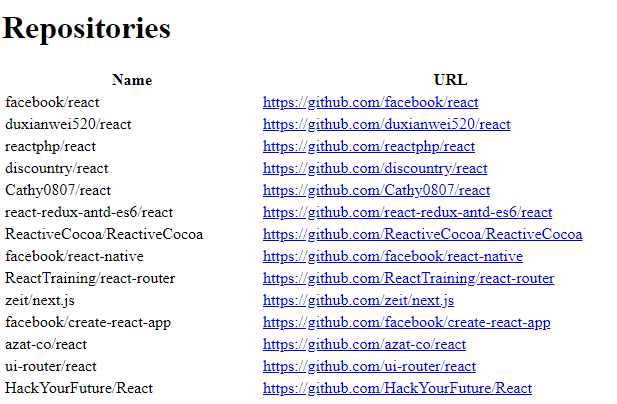 Repositories
Name URL
facebook/react https://github.com/facebook/react
duxianwei520/react https://github.com/duxianwei520/react
reactphp/react https://github.com/reactphp/react
discountry/react https://github.com/discountry/react
Cathy0807/react https://github.com/Cathy0807/react
react-redux-antd-es6/react https://github.com/react-redux-antd-es6/react
ReactiveCocoa/ReactiveCocoa https://github.com/ReactiveCocoa/ReactiveCocoa
facebook/react-native https://github.com/facebook/react-native
ReactTraining/react-router https://github.com/ReactTraining/react-router
zeit/next.js https://github.com/zeit/next.js
facebook/create-react-app https://github.com/facebook/create-react-app
azat-co/react https://github.com/azat-co/react
ui-router/react https://github.com/ui-router/react
HackYourFuture/React https://github.com/HackYourFuture/React